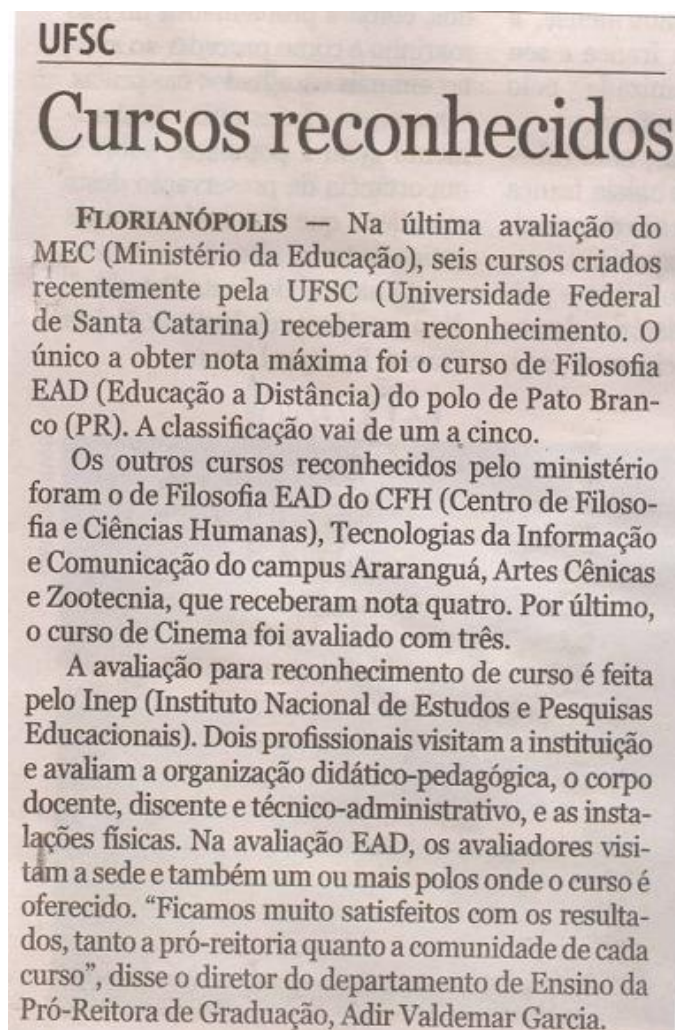 UFSC
Cursos reconhecidos
FLORIANÓPOLIS — Na última avaliação do
MEC (Ministério da Educação), seis cursos criados
recentemente pela UFSC (Universidade Federal
de Santa Catarina) receberam reconhecimento. O
único a obter nota máxima foi o curso de Filosofia
EAD (Educação a Distância) do polo de Pato Bran-
co (PR). A classificação vai de um a cinco.
Os outros cursos reconhecidos pelo ministério
foram o de Filosofia EAD do CFH (Centro de Filoso-
fia e Ciências Humanas), Tecnologias da Informação
e Comunicação do campus Araranguá, Artes Cênicas
e Zootecnia, que receberam nota quatro. Por último,
o curso de Cinema foi avaliado com três.
A avaliação para reconhecimento de curso é feita
pelo Inep (Instituto Nacional de Estudos e Pesquisas
Educacionais). Dois profissionais visitam a instituição
e avaliam a organização didático-pedagógica, o corpo
docente, discente e técnico-administrativo, e as insta-
lações físicas. Na avaliação EAD, os avaliadores visi-
tam a sede e também um ou mais polos onde o curso é
oferecido. “Ficamos muito satisfeitos com os resulta-
dos, tanto a pró-reitoria quanto a comunidade de cada
curso”, disse o diretor do departamento de Ensino da
Pró-Reitora de Graduação, Adir Valdemar Garcia.